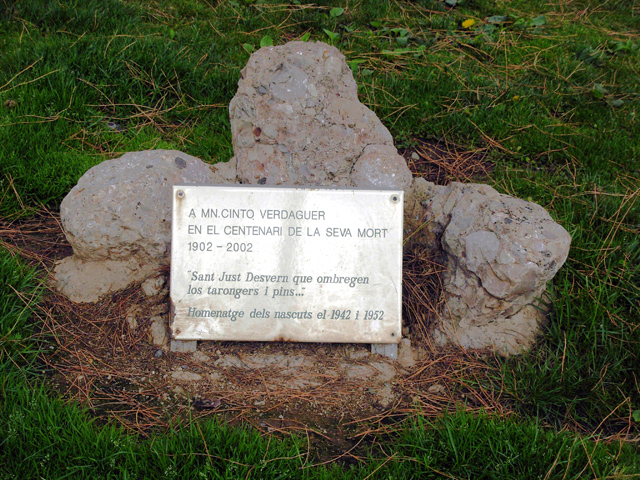 A MN.CINTO VERDAGUER
EN EL CENTENARI DE LA SEVA MORT
1902 - 2002
"Sant Just Desvern que ombregen
los tarongers i pins..."
Homenatge dels nascuts el 1942 i 1952